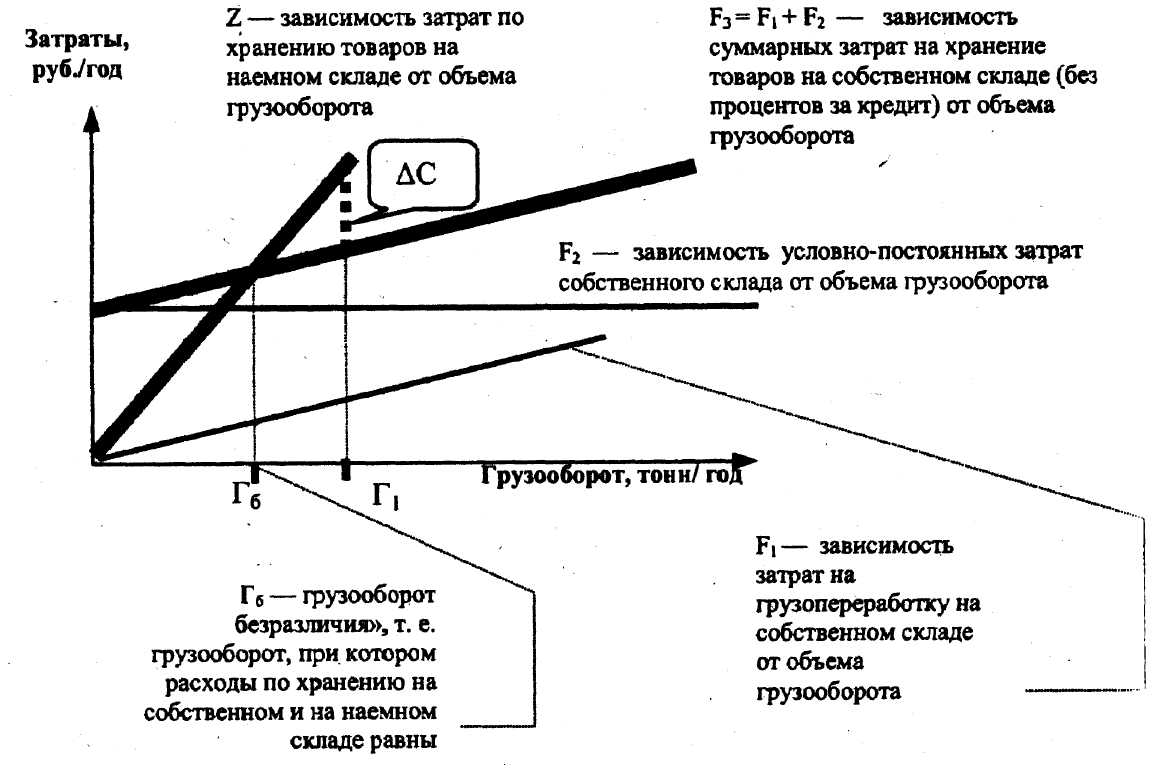 Затраты,
руб./год
Z — зависимость затрат по
хранению товаров на
наемном складе от объема
грузооборота
F₃ = F₁ + F₂ — зависимость
суммарных затрат на хранение
товаров на собственном складе (без
процентов за кредит) от объема
грузооборота
ΔC
F₂ — зависимость условно-постоянных затрат
собственного склада от объема грузооборота
Грузооборот, тонн/ год
Гб
Г₁
Гб — грузооборот
безразличия», т. е.
грузооборот, при котором
расходы по хранению на
собственном и на наемном
складе равны
F₁ — зависимость
затрат на
грузопереработку на
собственном складе
от объема
грузооборота